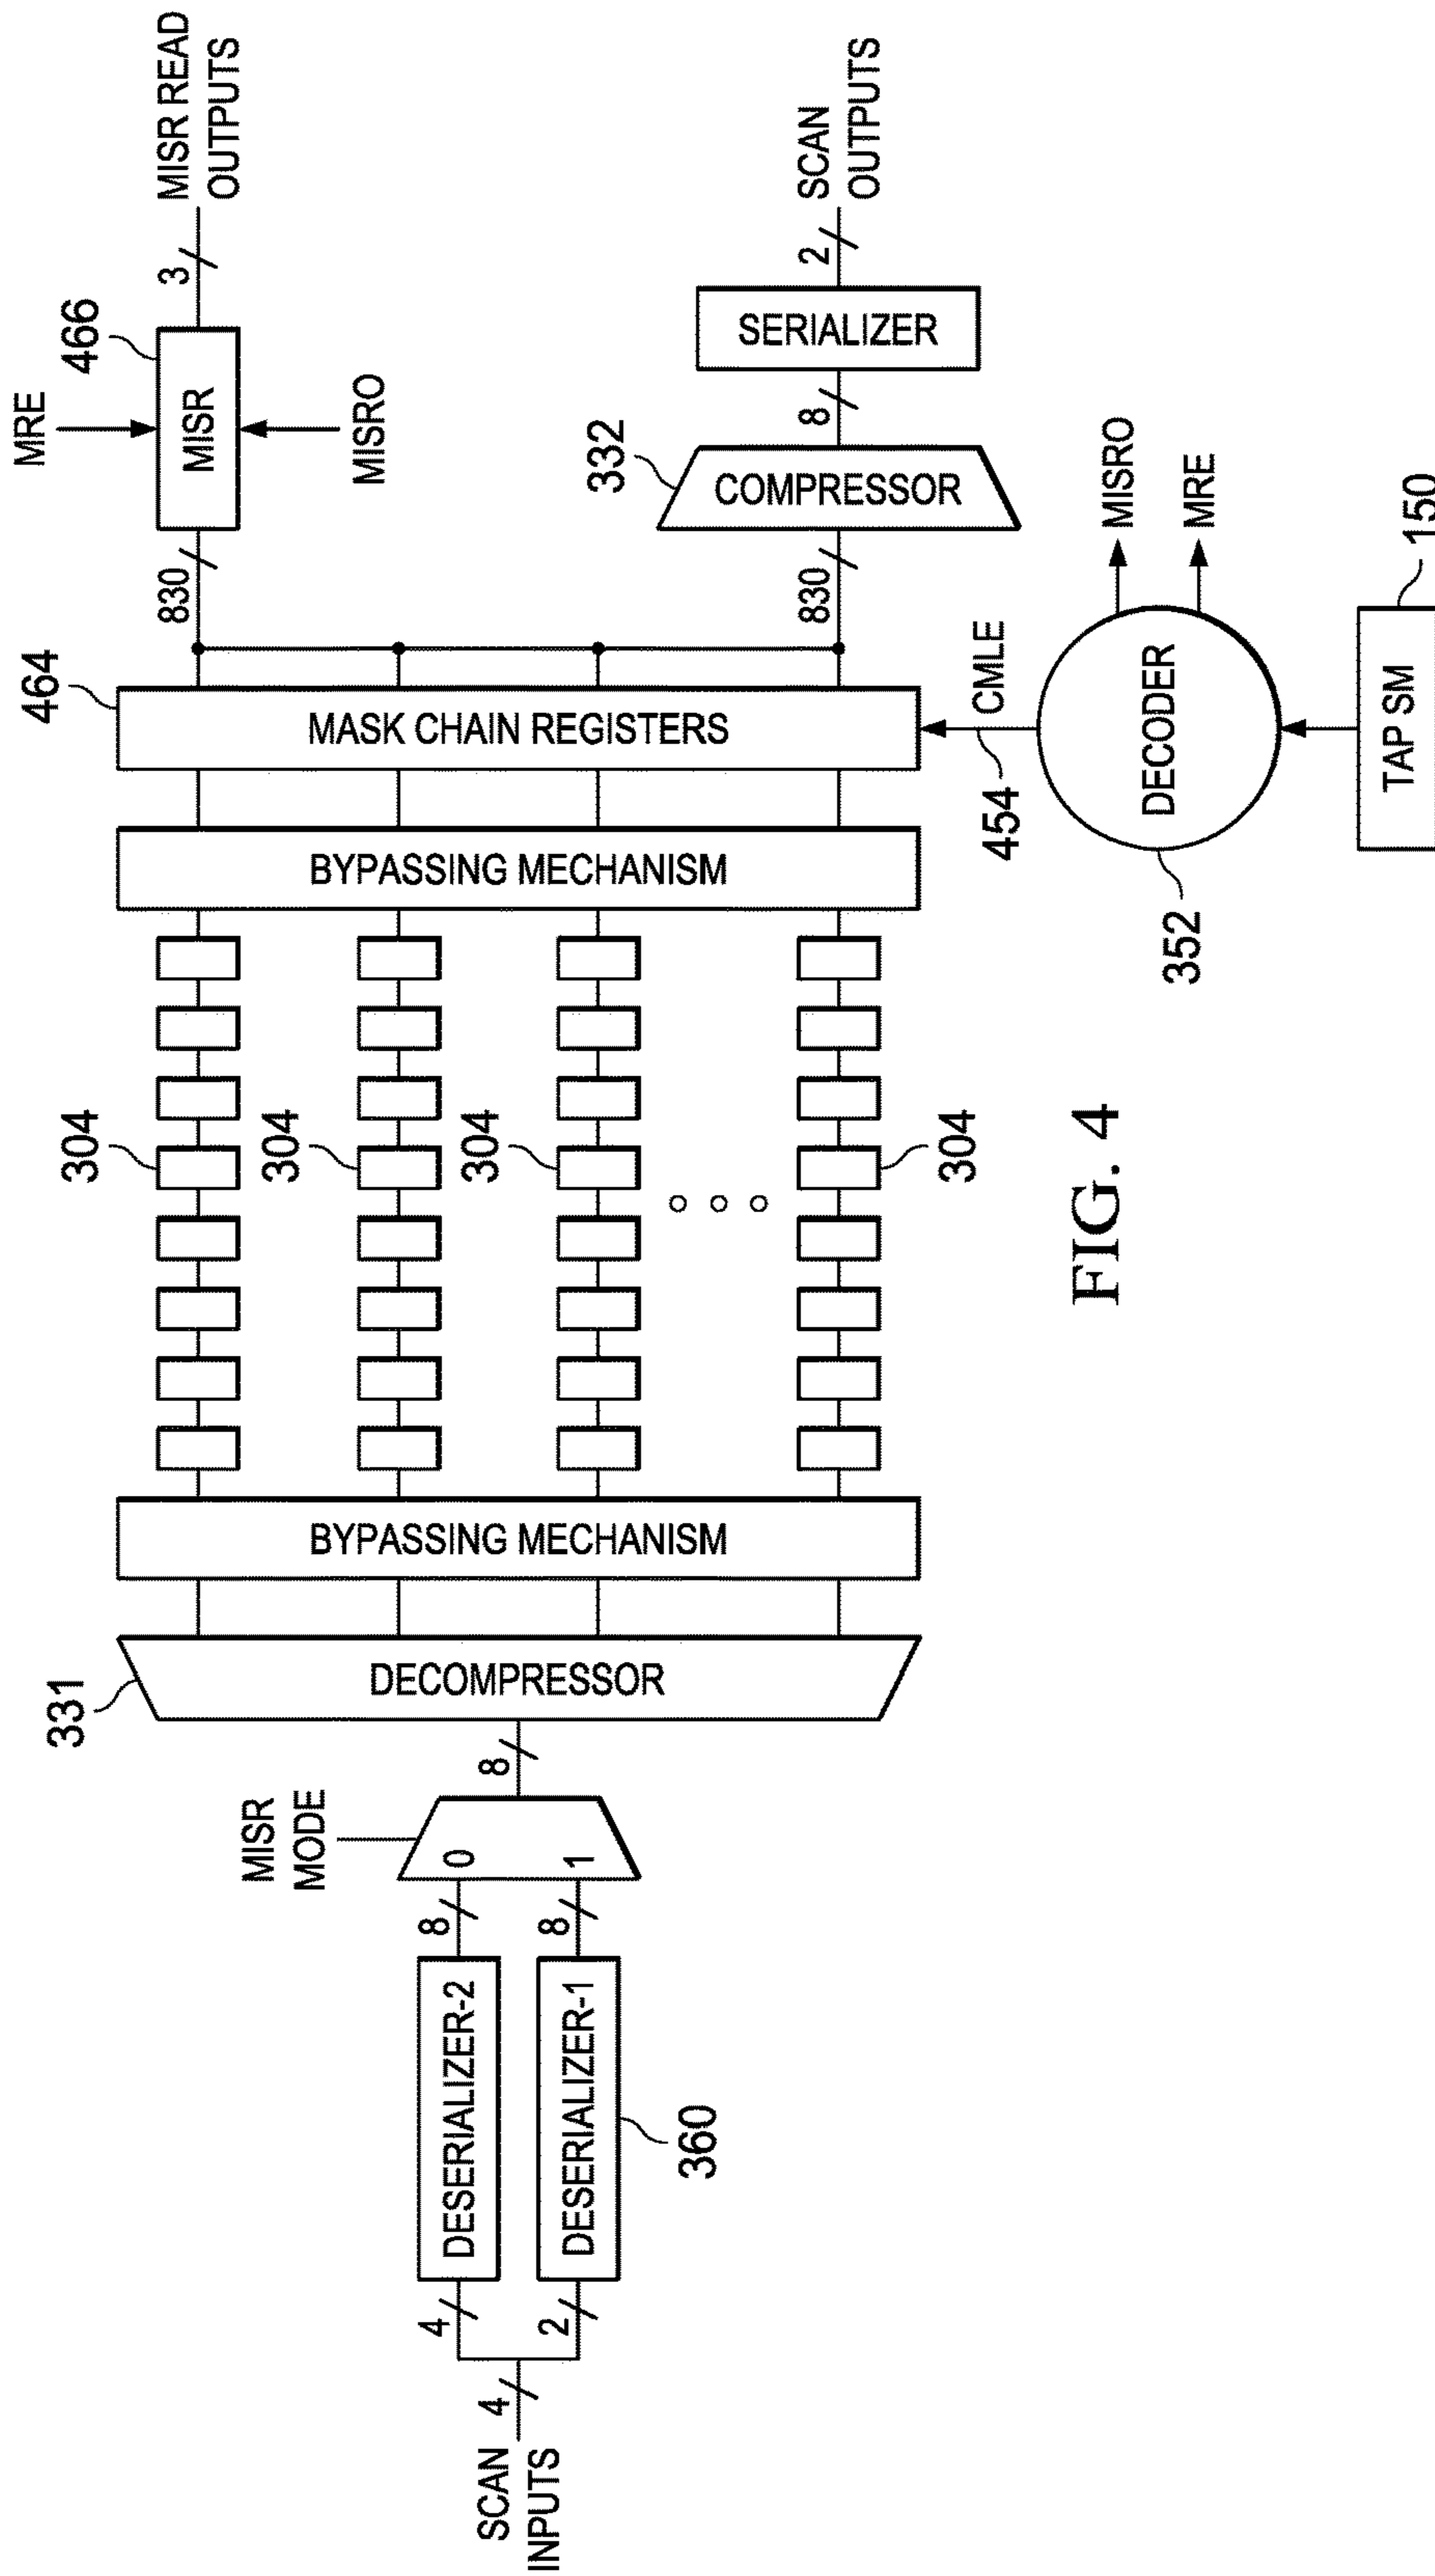 SCAN
INPUTS
4
4
2
DESERIALIZER-2
DESERIALIZER-1
360
8
8
0
1
MISR
MODE
8
331
DECOMPRESSOR
BYPASSING MECHANISM
304
304
304
304
BYPASSING MECHANISM
464
MASK CHAIN REGISTERS
454
CMLE
352
DECODER
MISRO
MRE
TAP SM
150
830
MRE
466
MISR
MISRO
3
MISR READ
OUTPUTS
830
332
COMPRESSOR
8
SERIALIZER
2
SCAN
OUTPUTS
FIG. 4